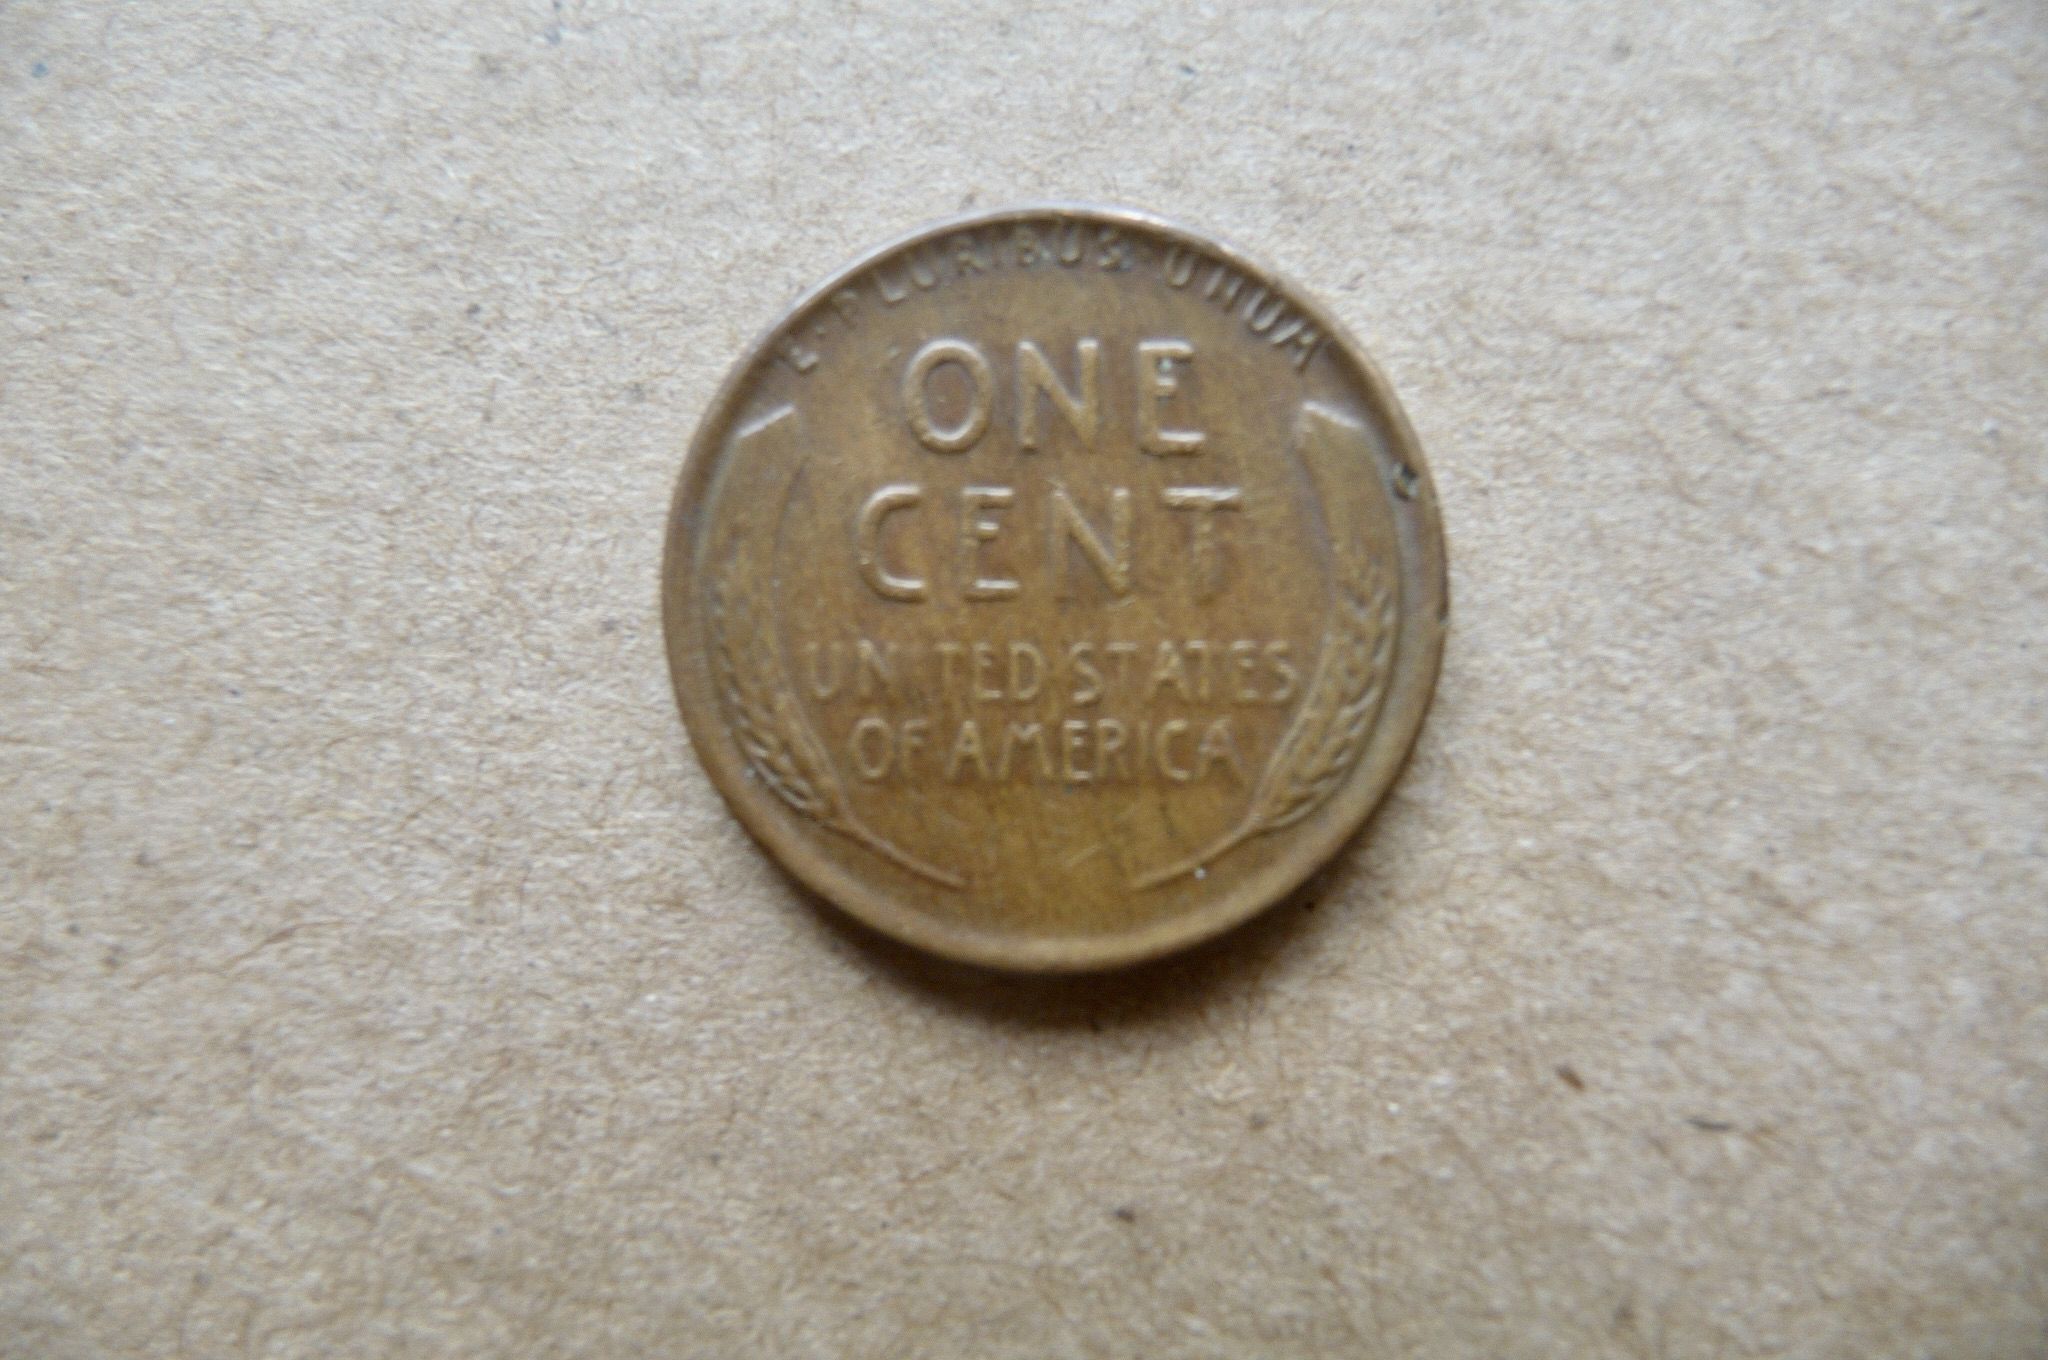 E·PLURIBUS·UNUM
ONE
CENT
UNITED STATES
OF AMERICA